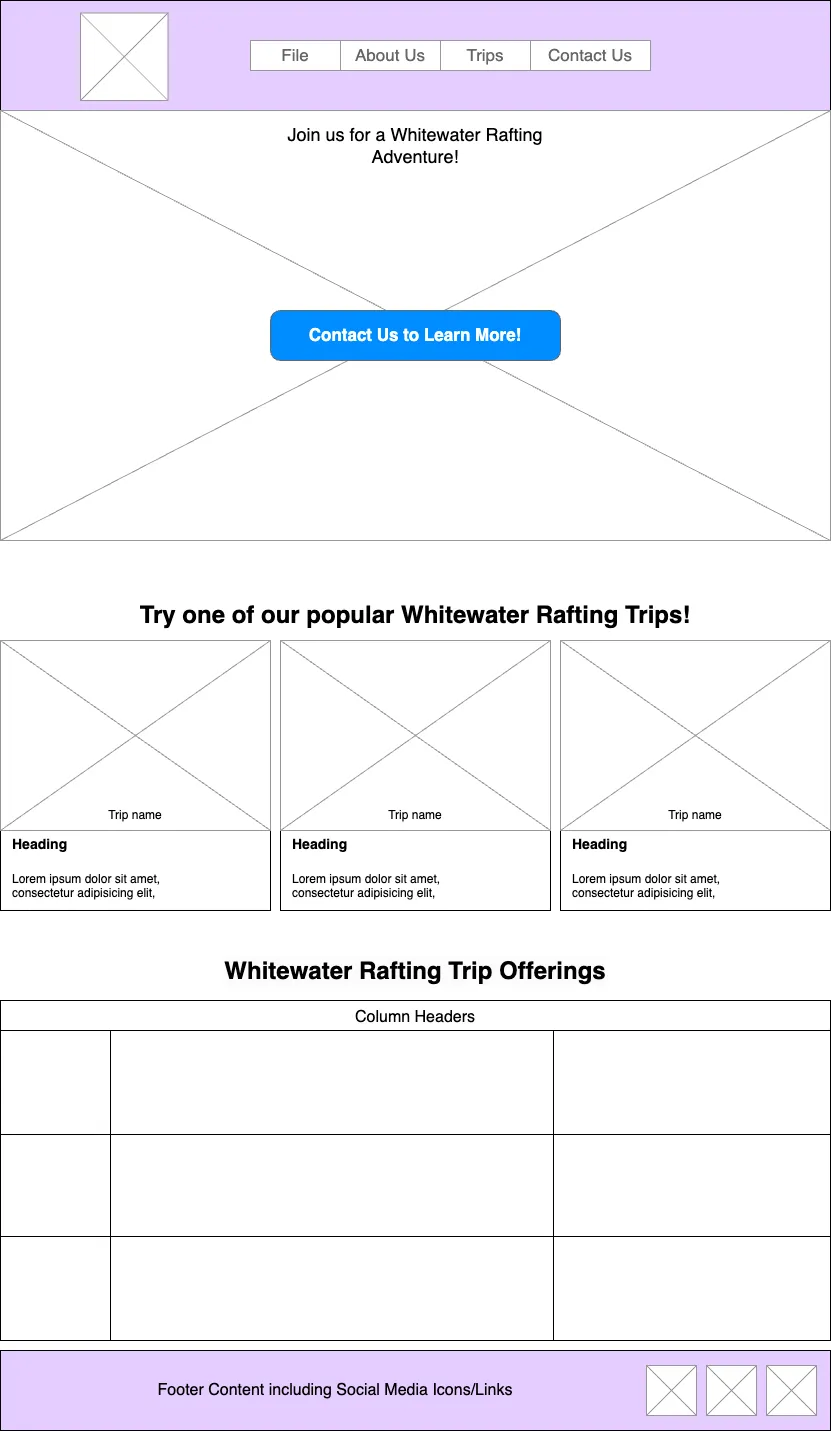 File About Us Trips Contact Us
Join us for a Whitewater Rafting
Adventure!
Contact Us to Learn More!
Try one of our popular Whitewater Rafting Trips!
Trip name
Heading
Lorem ipsum dolor sit amet,
consectetur adipisicing elit,
Trip name
Heading
Lorem ipsum dolor sit amet,
consectetur adipisicing elit,
Trip name
Heading
Lorem ipsum dolor sit amet,
consectetur adipisicing elit,
Whitewater Rafting Trip Offerings
Column Headers
Footer Content including Social Media Icons/Links